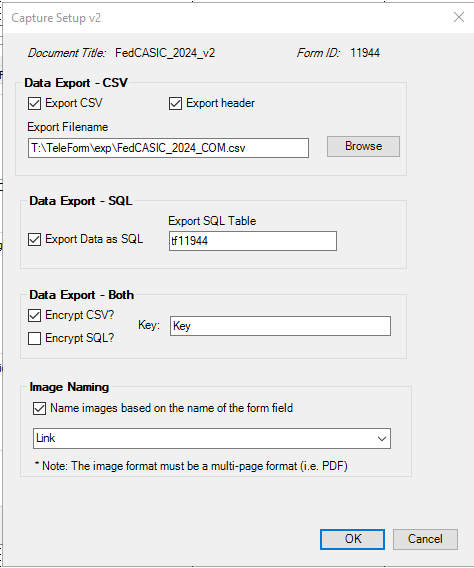 Capture Setup v2
Document Title: FedCASIC_2024_v2 Form ID: 11944
Data Export - CSV
Export CSV Export header
Export Filename
T:\TeleForm\exp\FedCASIC_2024_COM.csv Browse
Data Export - SQL
Export SQL Table
Export Data as SQL tf11944
Data Export - Both
Encrypt CSV?
Key: Key
Encrypt SQL?
Image Naming
Name images based on the name of the form field
Link
* Note: The image format must be a multi-page format (i.e. PDF)
OK Cancel